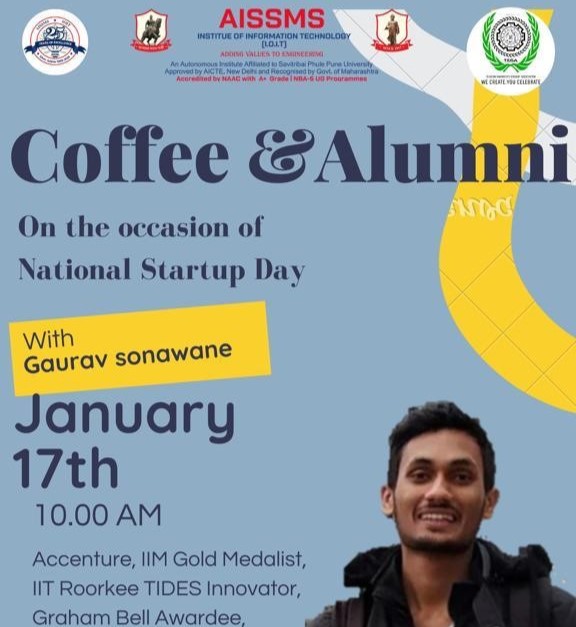 AISSMS
INSTITUE OF INFORMATION TECHNOLOGY
[I.O.I.T]
ADDING VALUES TO ENGINEERING
An Autonomous Institute Affiliated to Savitribai Phule Pune University
Approved by AICTE, New Delhi and Recognised by Govt. of Maharashtra
Accredited by NAAC with A+ Grade | NBA-5 UG Programmes
WE CREATE YOU CELEBRATE
Coffee & Alumni
On the occasion of
National Startup Day
With
Gaurav sonawane
January
17th
10.00 AM
Accenture, IIM Gold Medalist,
IIT Roorkee TIDES Innovator,
Graham Bell Awardee,